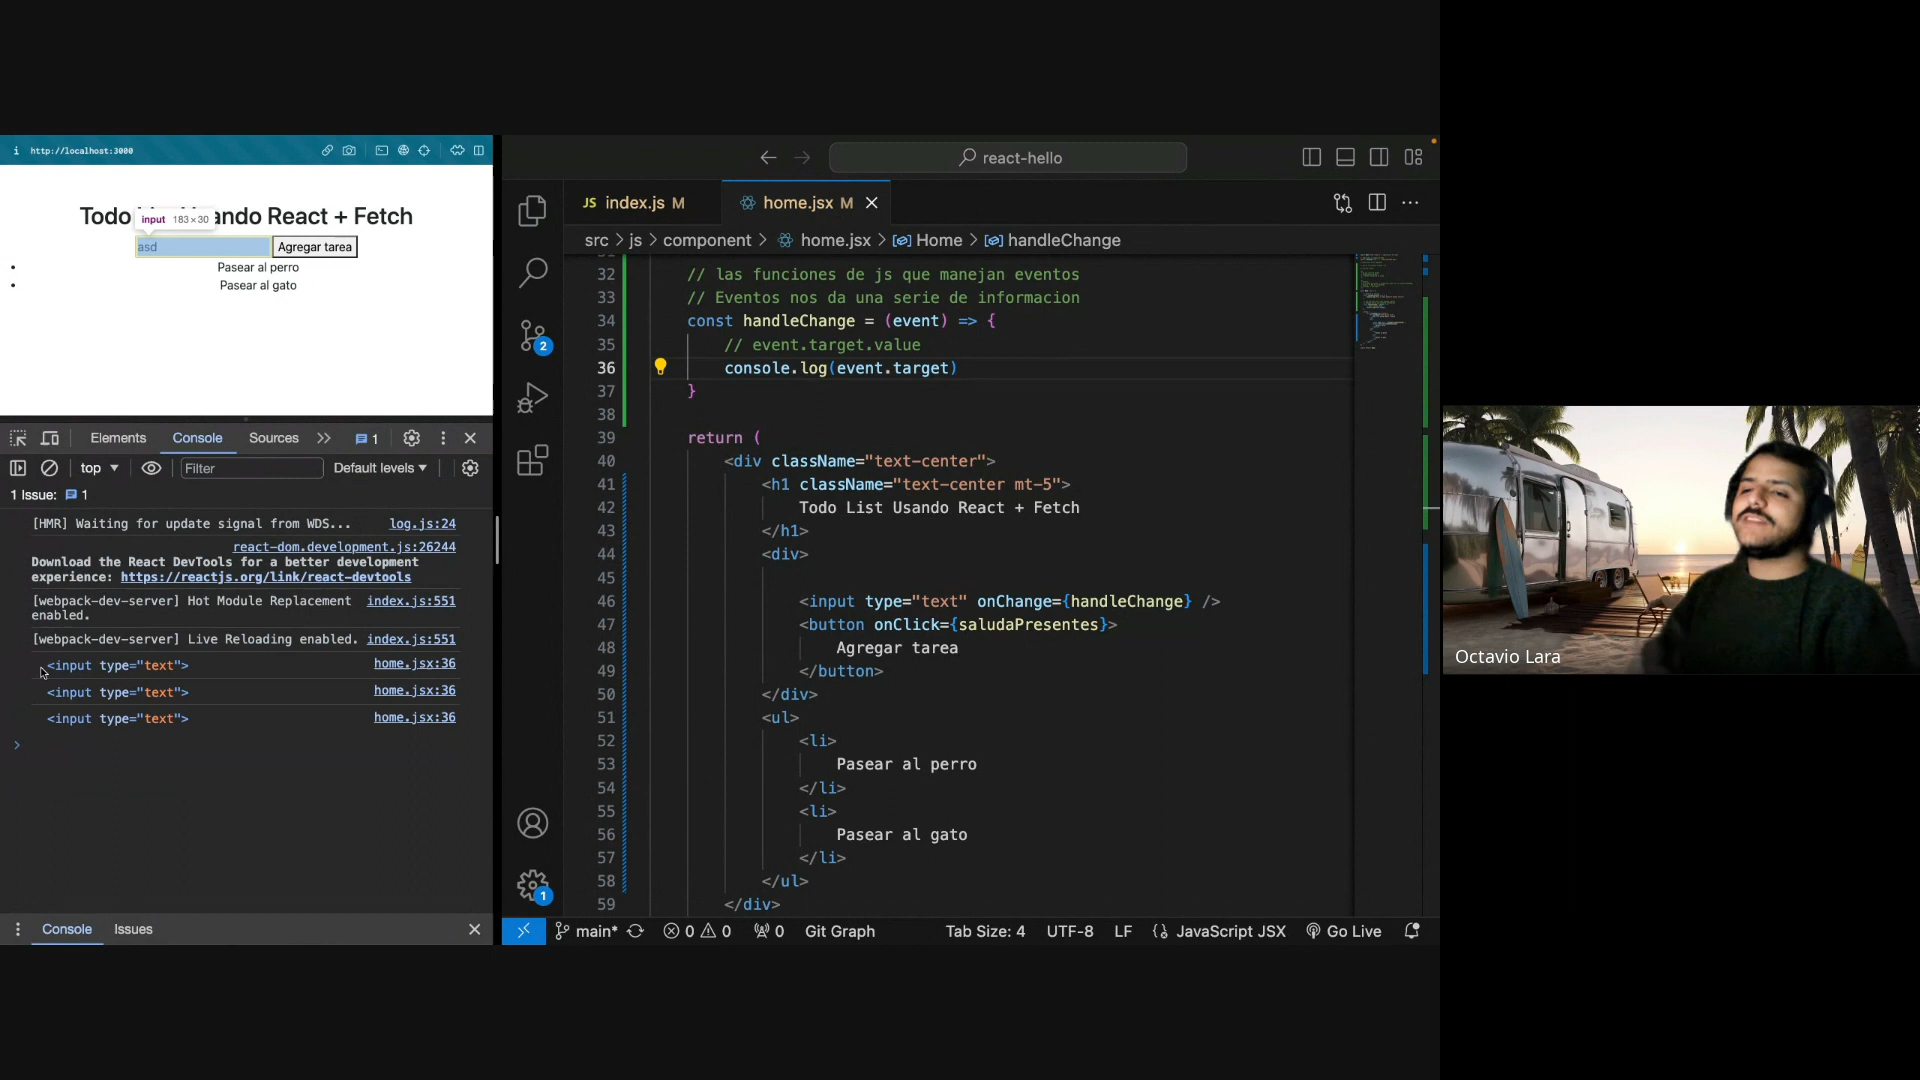 i http://localhost:3000
Todo List Usando React + Fetch
input 183×30
asd Agregar tarea
Pasear al perro
Pasear al gato
Elements Console Sources 1
top Filter Default levels
1 Issue: 1
[HMR] Waiting for update signal from WDS... log.js:24
react-dom.development.js:26244
Download the React DevTools for a better development
experience: https://reactjs.org/link/react-devtools
[webpack-dev-server] Hot Module Replacement index.js:551
enabled.
[webpack-dev-server] Live Reloading enabled. index.js:551
<input type="text"> home.jsx:36
<input type="text"> home.jsx:36
<input type="text"> home.jsx:36
Console Issues
react-hello
JS index.js M home.jsx M
src > js > component > home.jsx > Home > handleChange
2
1
32 // las funciones de js que manejan eventos
33 // Eventos nos da una serie de informacion
34 const handleChange = (event) => {
35 // event.target.value
36 console.log(event.target)
37 }
38
39 return (
40 <div className="text-center">
41 <h1 className="text-center mt-5">
42 Todo List Usando React + Fetch
43 </h1>
44 <div>
45
46 <input type="text" onChange={handleChange} />
47 <button onClick={saludaPresentes}>
48 Agregar tarea
49 </button>
50 </div>
51 <ul>
52 <li>
53 Pasear al perro
54 </li>
55 <li>
56 Pasear al gato
57 </li>
58 </ul>
59 </div>
main* 0 0 0 Git Graph Tab Size: 4 UTF-8 LF {} JavaScript JSX Go Live
Octavio Lara